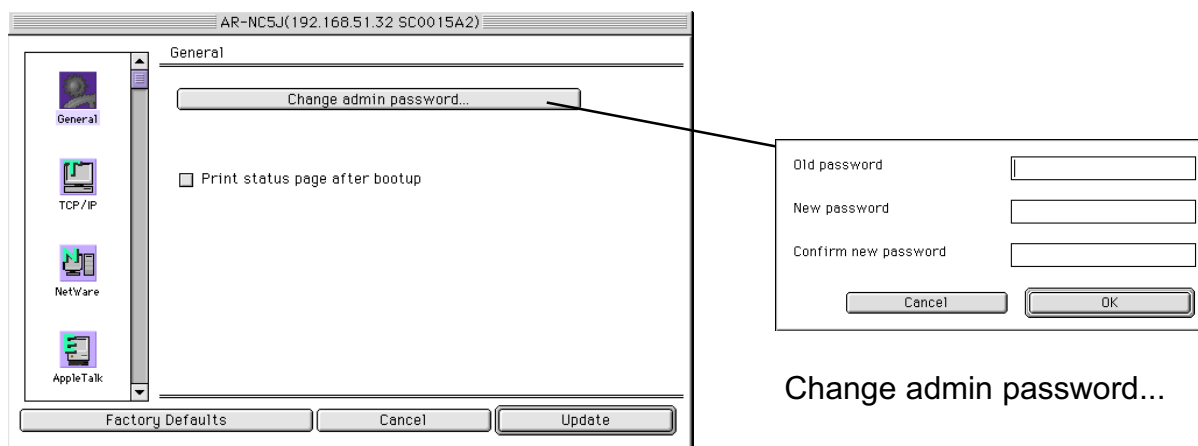 AR-NC5J(192.168.51.32 SC0015A2)
General
General
TCP/IP
NetWare
AppleTalk
Change admin password...
Print status page after bootup
Factory Defaults
Cancel
Update
Old password
New password
Confirm new password
Cancel
OK
Change admin password...